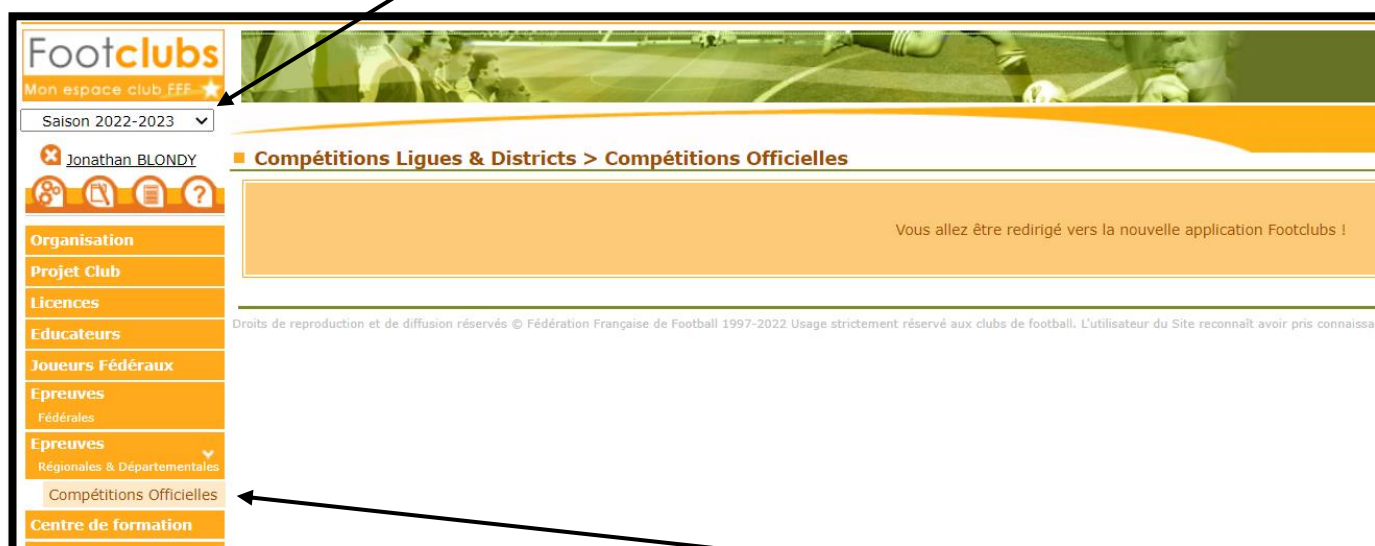 Footclubs
Mon espace club FFF
Saison 2022-2023
Jonathan BLONDY
?
Compétitions Ligues & Districts > Compétitions Officielles
Vous allez être redirigé vers la nouvelle application Footclubs !
Organisation
Projet Club
Licences
Educateurs
Joueurs Fédéraux
Epreuves
Fédérales
Epreuves
Régionales & Départementales
Compétitions Officielles
Centre de formation
Droits de reproduction et de diffusion réservés © Fédération Française de Football 1997-2022 Usage strictement réservé aux clubs de football. L'utilisateur du Site reconnaît avoir pris connaissa